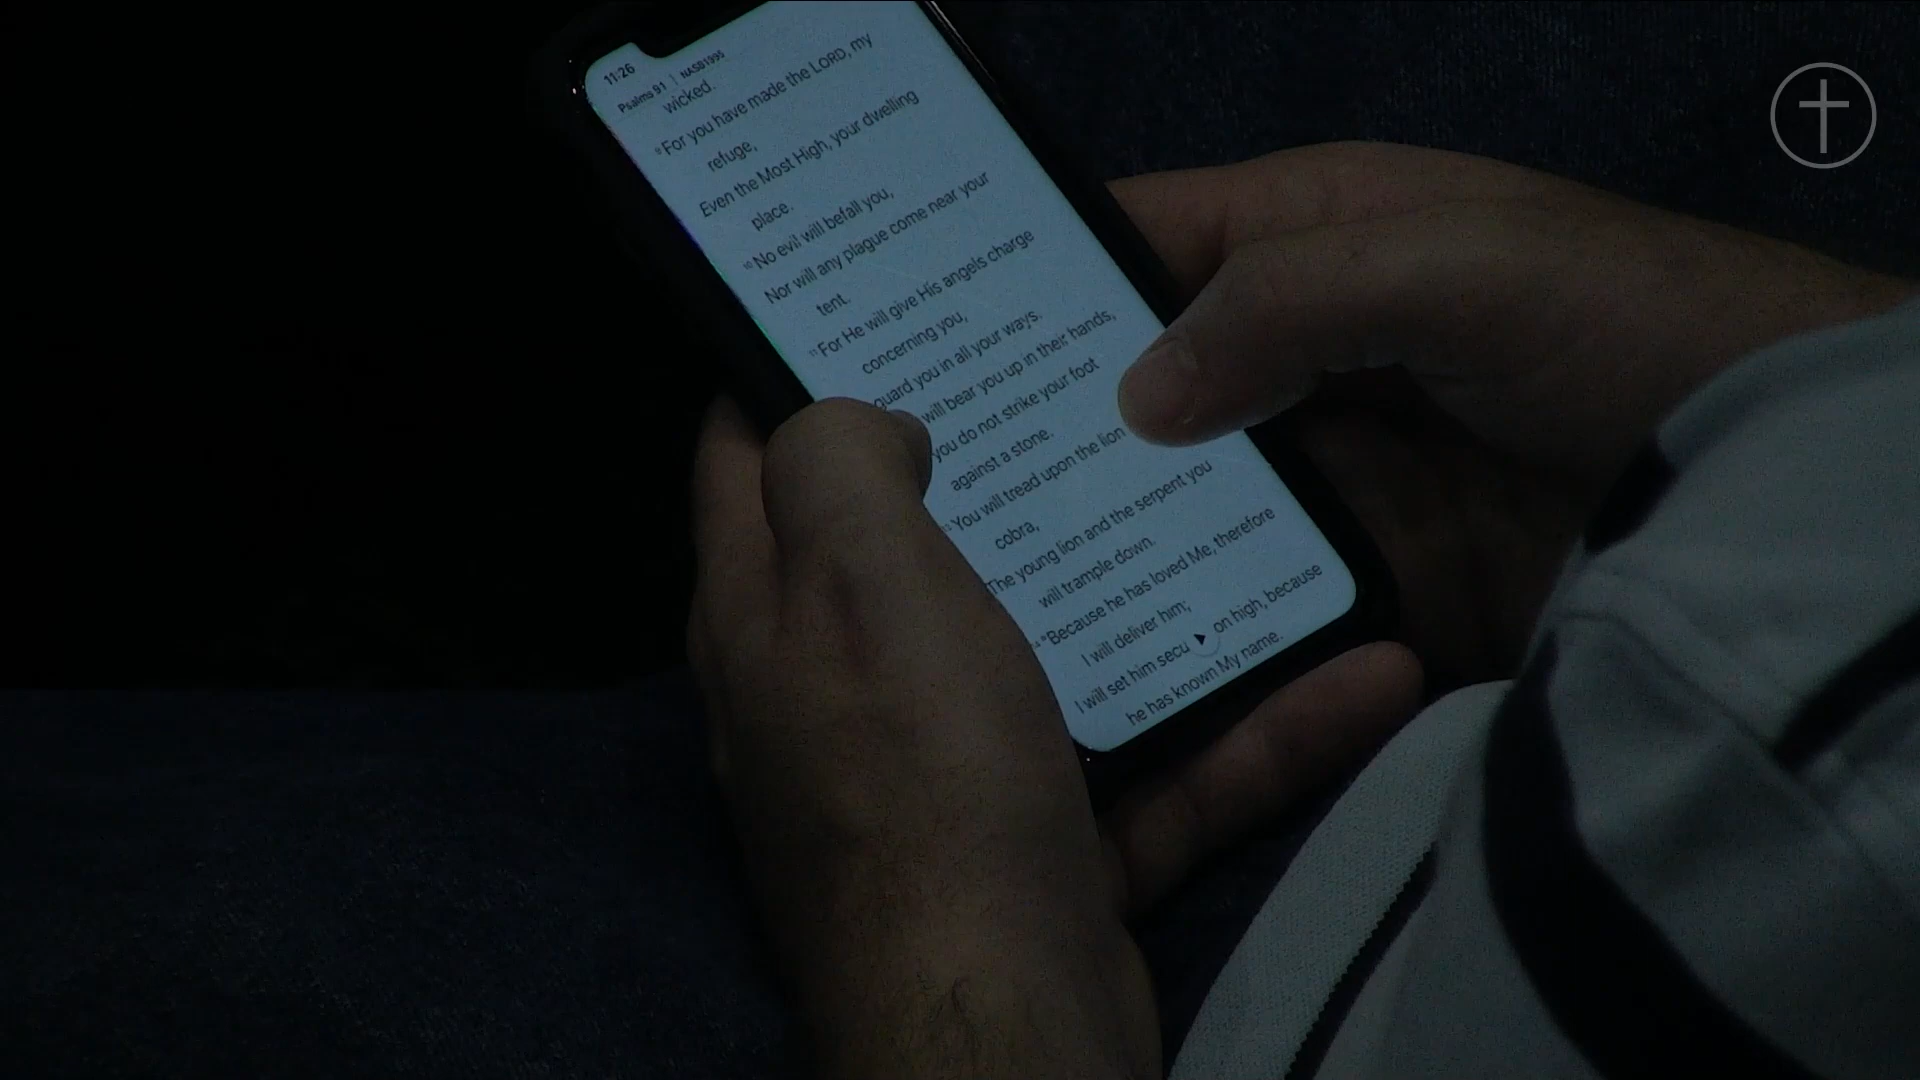 11:26
Psalms 91 | NASB1995
wicked.
9 For you have made the LORD, my
refuge,
Even the Most High, your dwelling
place.
10 No evil will befall you,
Nor will any plague come near your
tent.
11 For He will give His angels charge
concerning you,
guard you in all your ways.
will bear you up in their hands,
you do not strike your foot
against a stone.
13 You will tread upon the lion
cobra,
The young lion and the serpent you
will trample down.
14 "Because he has loved Me, therefore
I will deliver him;
I will set him secu on high, because
he has known My name.